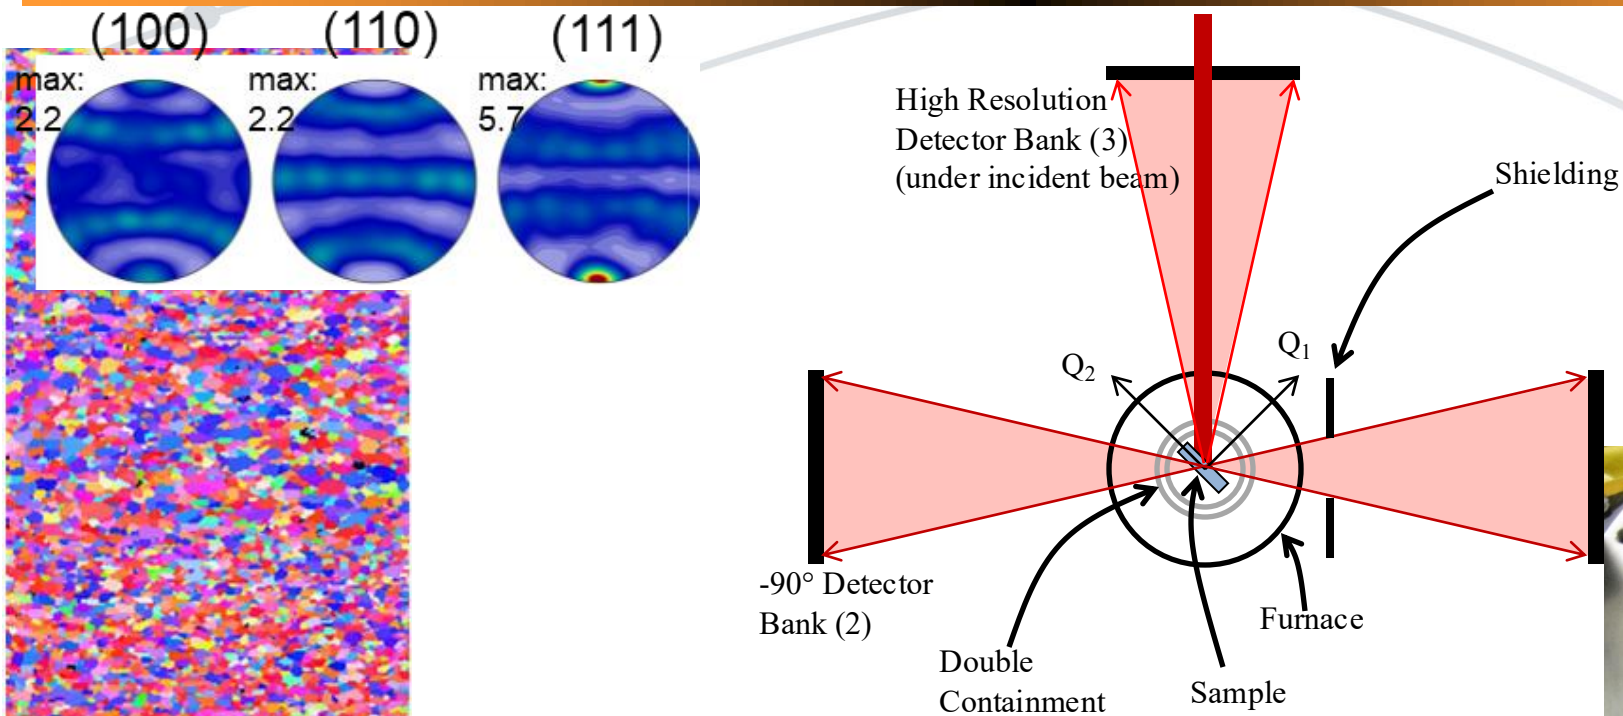 (100) (110) (111)
max: max: max:
2.2 2.2 5.7
High Resolution
Detector Bank (3)
(under incident beam)
Shielding
Q₂ Q₁
-90° Detector
Bank (2)
Furnace
Double
Containment
Sample